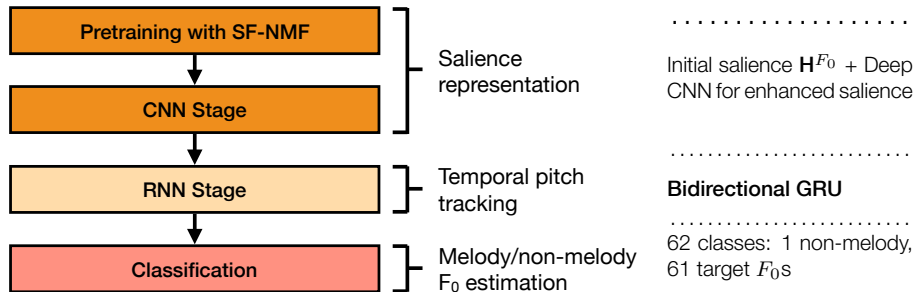 Pretraining with SF-NMF
CNN Stage
RNN Stage
Classification
Salience
representation
Temporal pitch
tracking
Melody/non-melody
F₀ estimation
Initial salience H^{F₀} + Deep
CNN for enhanced salience
Bidirectional GRU
62 classes: 1 non-melody,
61 target F₀s